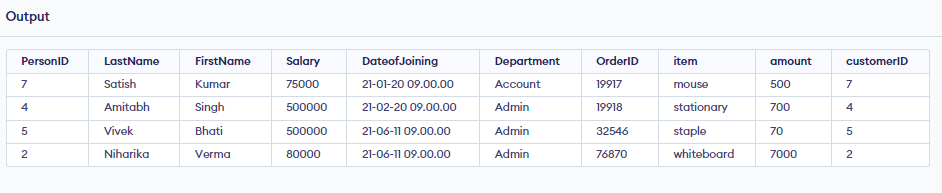 Output
PersonID LastName FirstName Salary DateofJoining Department OrderID item amount customerID
7 Satish Kumar 75000 21-01-20 09.00.00 Account 19917 mouse 500 7
4 Amitabh Singh 500000 21-02-20 09.00.00 Admin 19918 stationary 700 4
5 Vivek Bhati 500000 21-06-11 09.00.00 Admin 32546 staple 70 5
2 Niharika Verma 80000 21-06-11 09.00.00 Admin 76870 whiteboard 7000 2